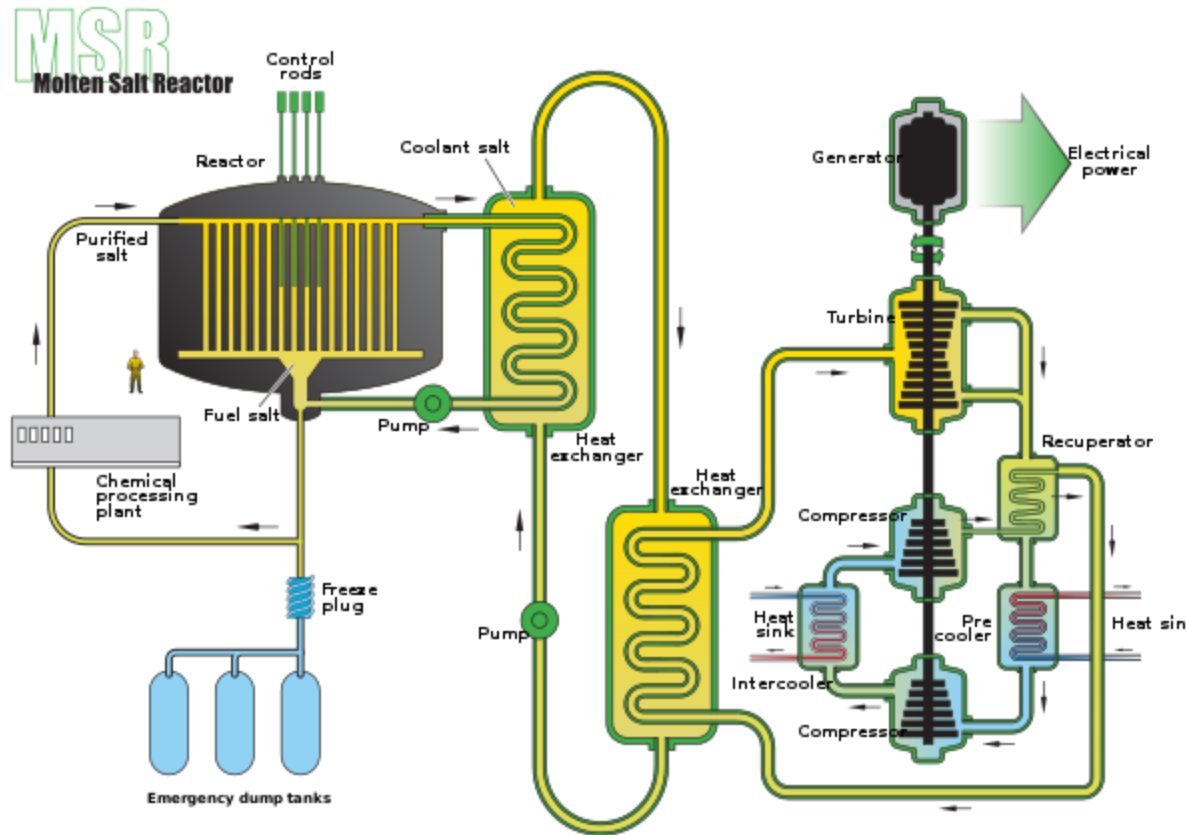 MSR
Molten Salt Reactor
Control
rods
Reactor
Coolant salt
Generator
Electrical
power
Purified
salt
Turbine
Fuel salt
Pump
Heat
exchanger
Recuperator
Chemical
processing
plant
Heat
exchanger
Compressor
Freeze
plug
Pump
Heat
sink
Pre
cooler
Heat sin
Intercooler
Compressor
Emergency dump tanks